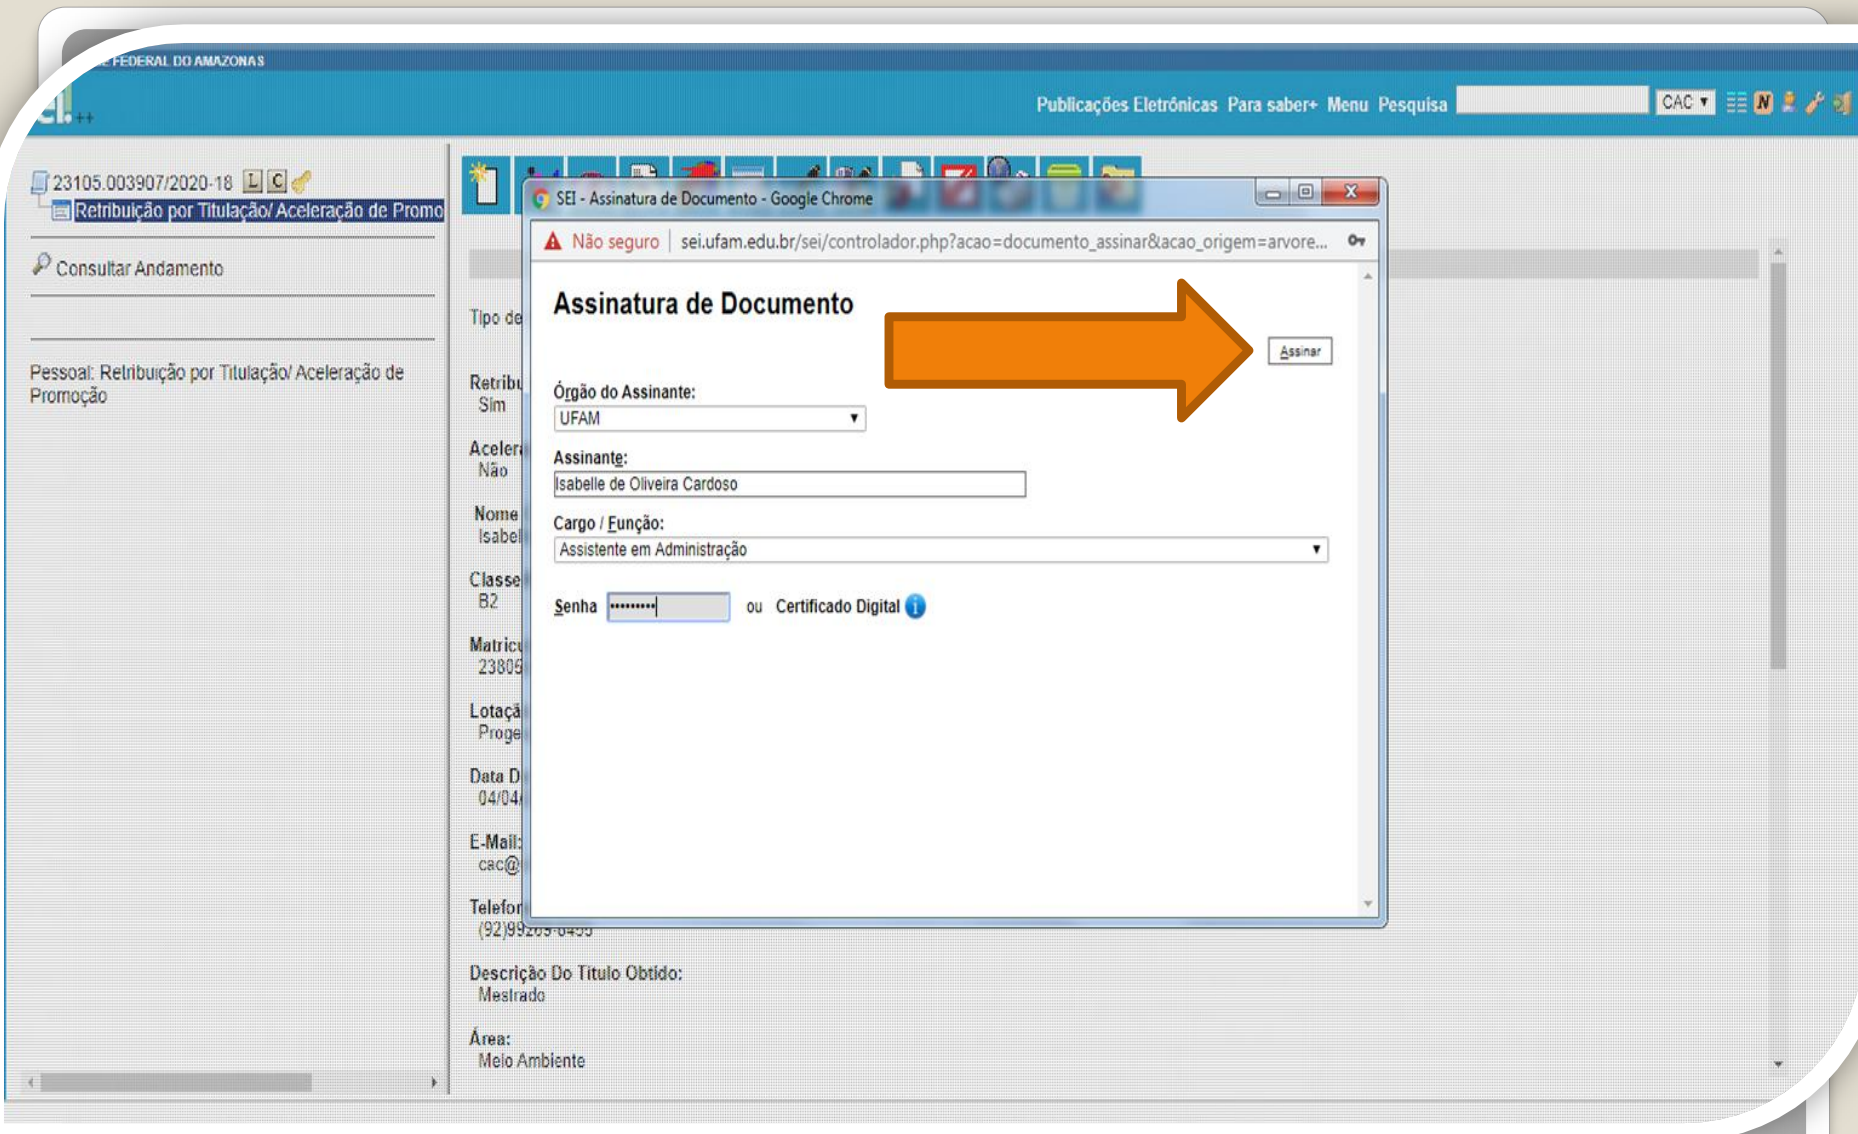 FEDERAL DO AMAZONAS
Publicações Eletrônicas Para saber+ Menu Pesquisa
CAC
N
23105.003907/2020-18 L C
Retribuição por Titulação/ Aceleração de Promo
Consultar Andamento
Pessoal: Retribuição por Titulação/ Aceleração de
Promoção
SEI - Assinatura de Documento - Google Chrome
Não seguro | sei.ufam.edu.br/sei/controlador.php?acao=documento_assinar&acao_origem=arvore...
Assinatura de Documento
Assinar
Órgão do Assinante:
UFAM
Assinante:
Isabelle de Oliveira Cardoso
Cargo / Função:
Assistente em Administração
Senha ••••••••• ou Certificado Digital
Tipo de
Sim
Não
Nome
Classe
B2
04/04/
E-Mail:
cac@
Descrição Do Título Obtido:
Mestrado
Área:
Meio Ambiente